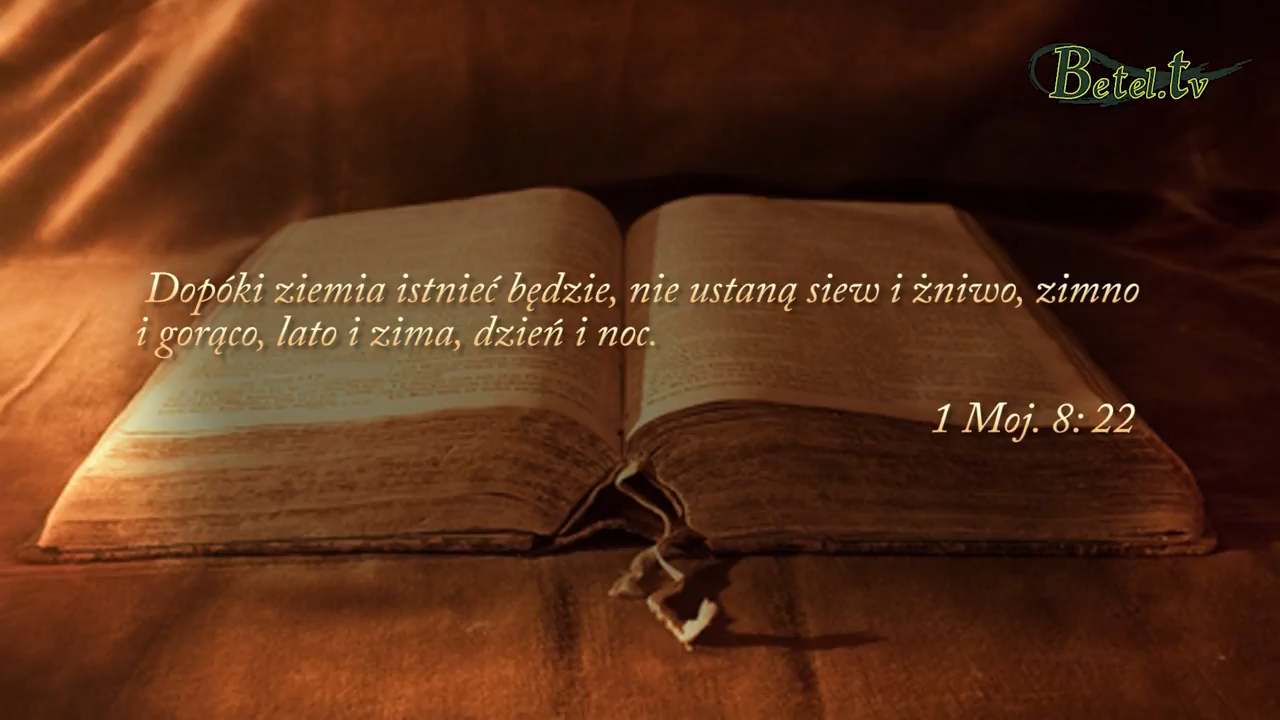 Betel.tv
Dopóki ziemia istnieć będzie, nie ustaną siew i żniwo, zimno
i gorąco, lato i zima, dzień i noc.
1 Moj. 8: 22